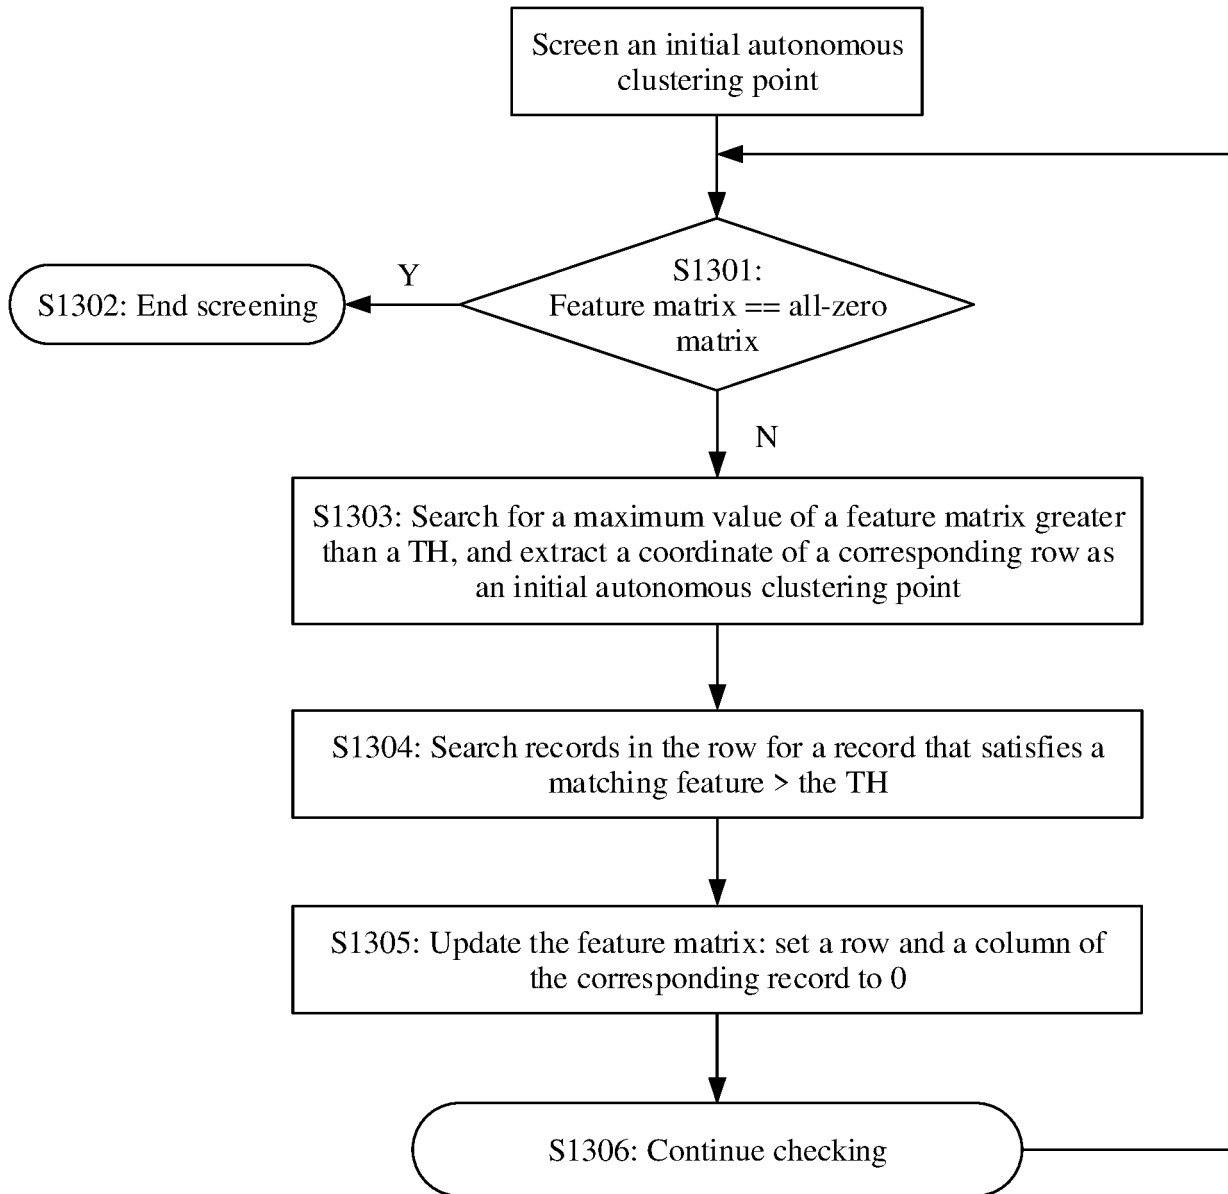 Screen an initial autonomous
clustering point
S1301:
Feature matrix == all-zero
matrix
Y
S1302: End screening
N
S1303: Search for a maximum value of a feature matrix greater
than a TH, and extract a coordinate of a corresponding row as
an initial autonomous clustering point
S1304: Search records in the row for a record that satisfies a
matching feature > the TH
S1305: Update the feature matrix: set a row and a column of
the corresponding record to 0
S1306: Continue checking